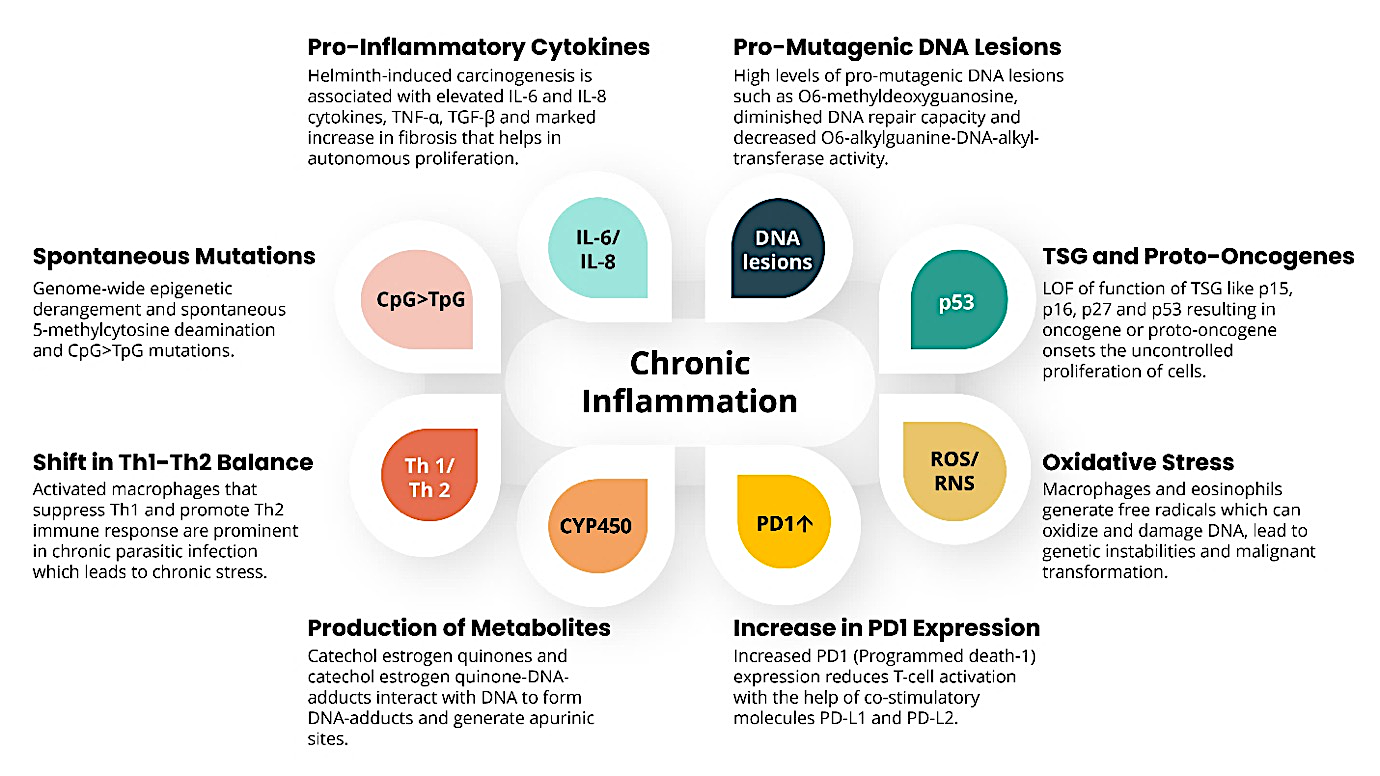 Pro-Inflammatory Cytokines
Helminth-induced carcinogenesis is
associated with elevated IL-6 and IL-8
cytokines, TNF-α, TGF-β and marked
increase in fibrosis that helps in
autonomous proliferation.
Pro-Mutagenic DNA Lesions
High levels of pro-mutagenic DNA lesions
such as O6-methyldeoxyguanosine,
diminished DNA repair capacity and
decreased O6-alkylguanine-DNA-alkyl-
transferase activity.
IL-6/
IL-8
DNA
lesions
Spontaneous Mutations
Genome-wide epigenetic
derangement and spontaneous
5-methylcytosine deamination
and CpG>TpG mutations.
CpG>TpG
p53
TSG and Proto-Oncogenes
LOF of function of TSG like p15,
p16, p27 and p53 resulting in
oncogene or proto-oncogene
onsets the uncontrolled
proliferation of cells.
Chronic
Inflammation
Shift in Th1-Th2 Balance
Activated macrophages that
suppress Th1 and promote Th2
immune response are prominent
in chronic parasitic infection
which leads to chronic stress.
Th 1/
Th 2
CYP450
PD1↑
ROS/
RNS
Oxidative Stress
Macrophages and eosinophils
generate free radicals which can
oxidize and damage DNA, lead to
genetic instabilities and malignant
transformation.
Production of Metabolites
Catechol estrogen quinones and
catechol estrogen quinone-DNA-
adducts interact with DNA to form
DNA-adducts and generate apurinic
sites.
Increase in PD1 Expression
Increased PD1 (Programmed death-1)
expression reduces T-cell activation
with the help of co-stimulatory
molecules PD-L1 and PD-L2.